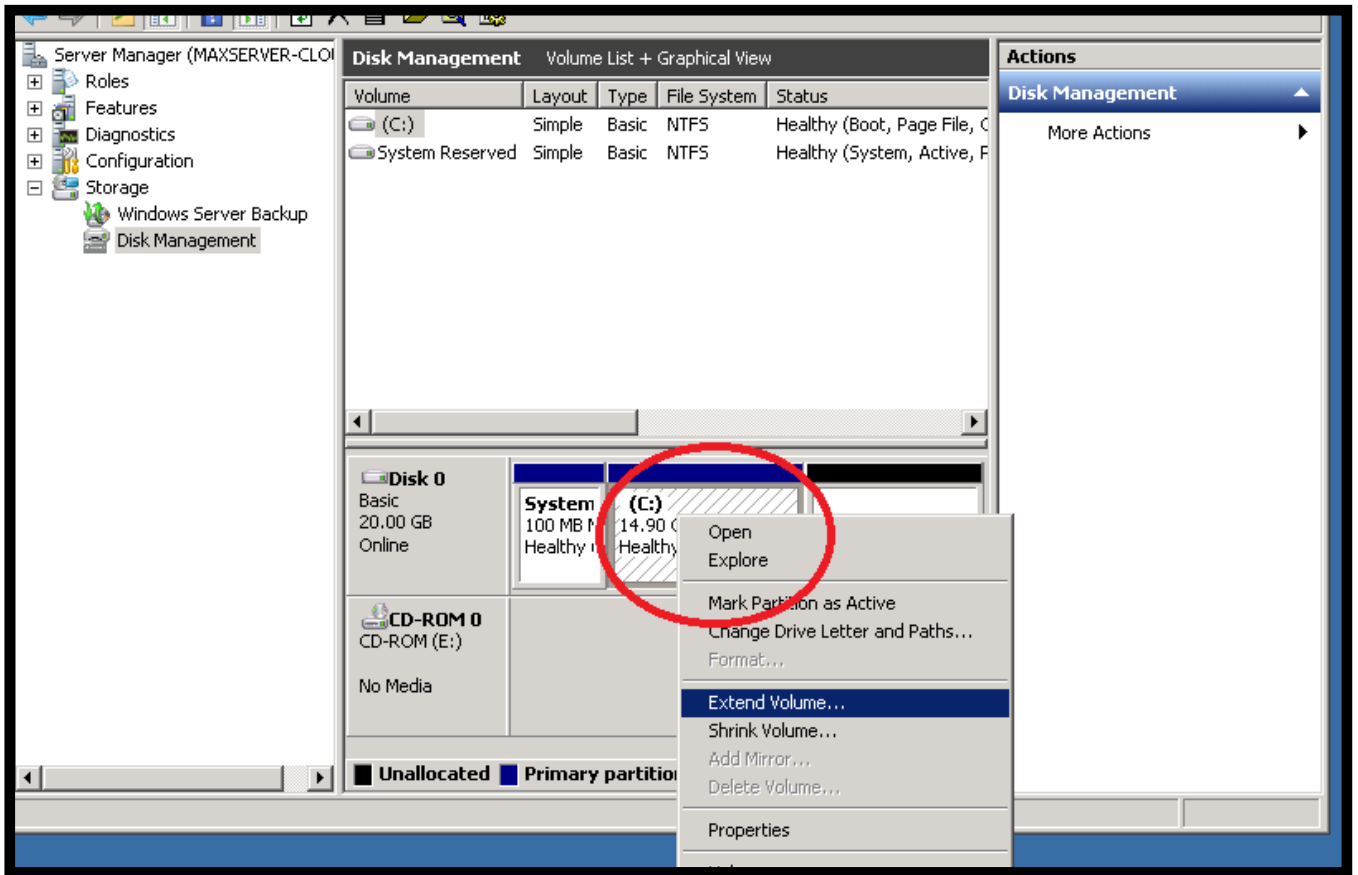 Server Manager (MAXSERVER-CLO
Roles
Features
Diagnostics
Configuration
Storage
Windows Server Backup
Disk Management
Disk Management Volume List + Graphical View
Volume Layout Type File System Status
(C:) Simple Basic NTFS Healthy (Boot, Page File, C
System Reserved Simple Basic NTFS Healthy (System, Active, P
Disk 0
Basic
20.00 GB
Online
System
100 MB N
Healthy (
(C:)
14.90 G
Healthy
CD-ROM 0
CD-ROM (E:)
No Media
Unallocated Primary partition
Open
Explore
Mark Partition as Active
Change Drive Letter and Paths...
Format...
Extend Volume...
Shrink Volume...
Add Mirror...
Delete Volume...
Properties
Actions
Disk Management
More Actions